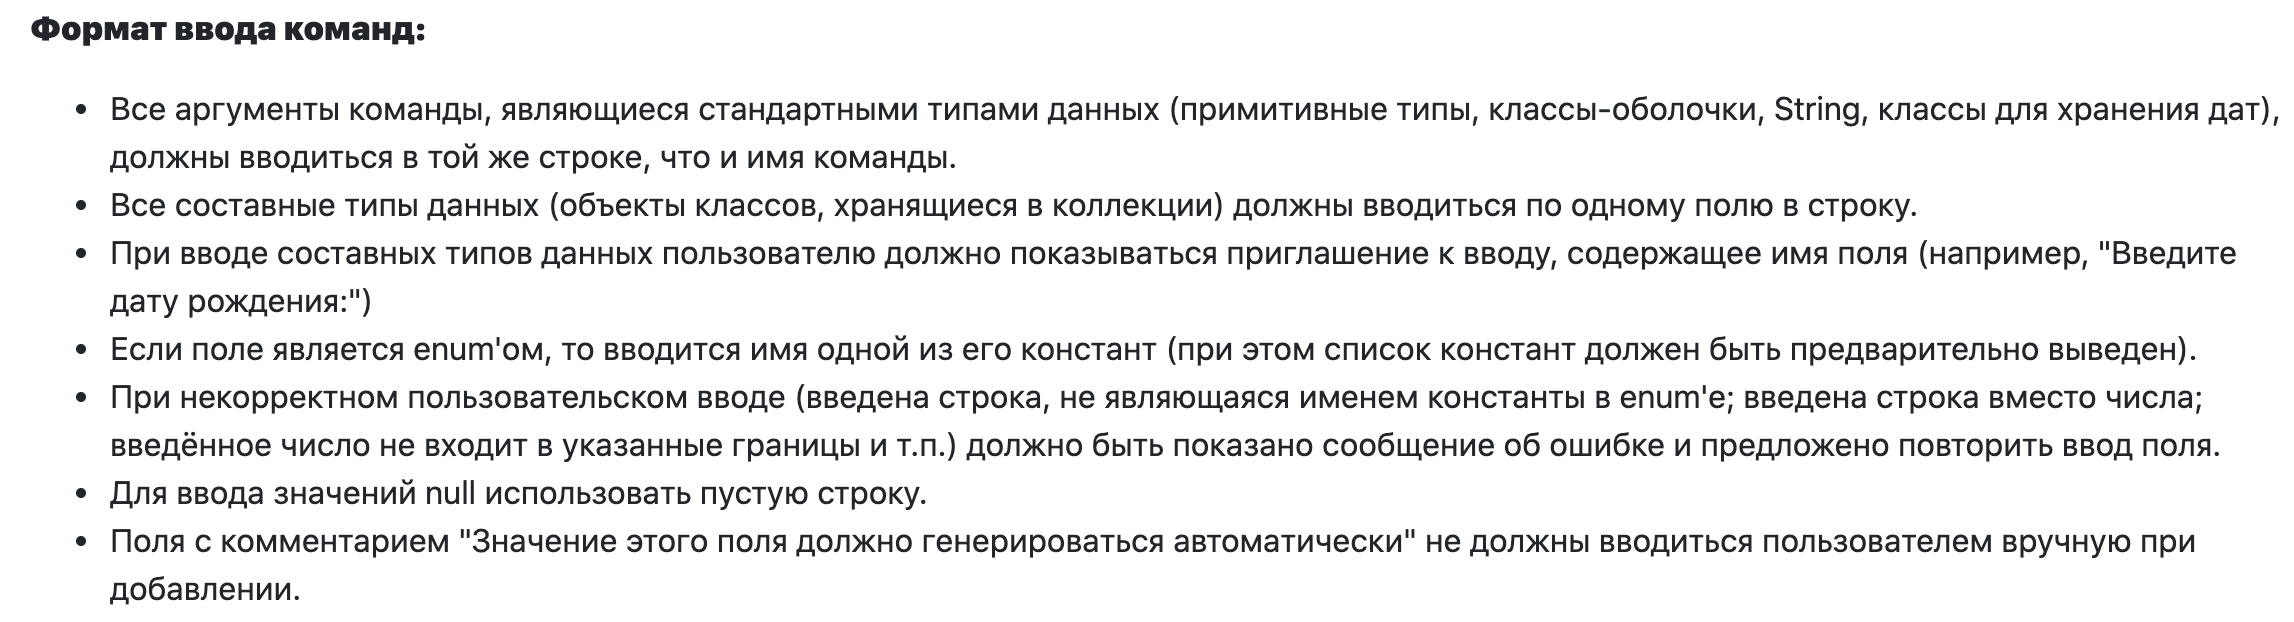 Формат ввода команд:
• Все аргументы команды, являющиеся стандартными типами данных (примитивные типы, классы-оболочки, String, классы для хранения дат),
должны вводиться в той же строке, что и имя команды.
• Все составные типы данных (объекты классов, хранящиеся в коллекции) должны вводиться по одному полю в строку.
• При вводе составных типов данных пользователю должно показываться приглашение к вводу, содержащее имя поля (например, "Введите
дату рождения:")
• Если поле является enum'ом, то вводится имя одной из его констант (при этом список констант должен быть предварительно выведен).
• При некорректном пользовательском вводе (введена строка, не являющаяся именем константы в enum'е; введена строка вместо числа;
введённое число не входит в указанные границы и т.п.) должно быть показано сообщение об ошибке и предложено повторить ввод поля.
• Для ввода значений null использовать пустую строку.
• Поля с комментарием "Значение этого поля должно генерироваться автоматически" не должны вводиться пользователем вручную при
добавлении.